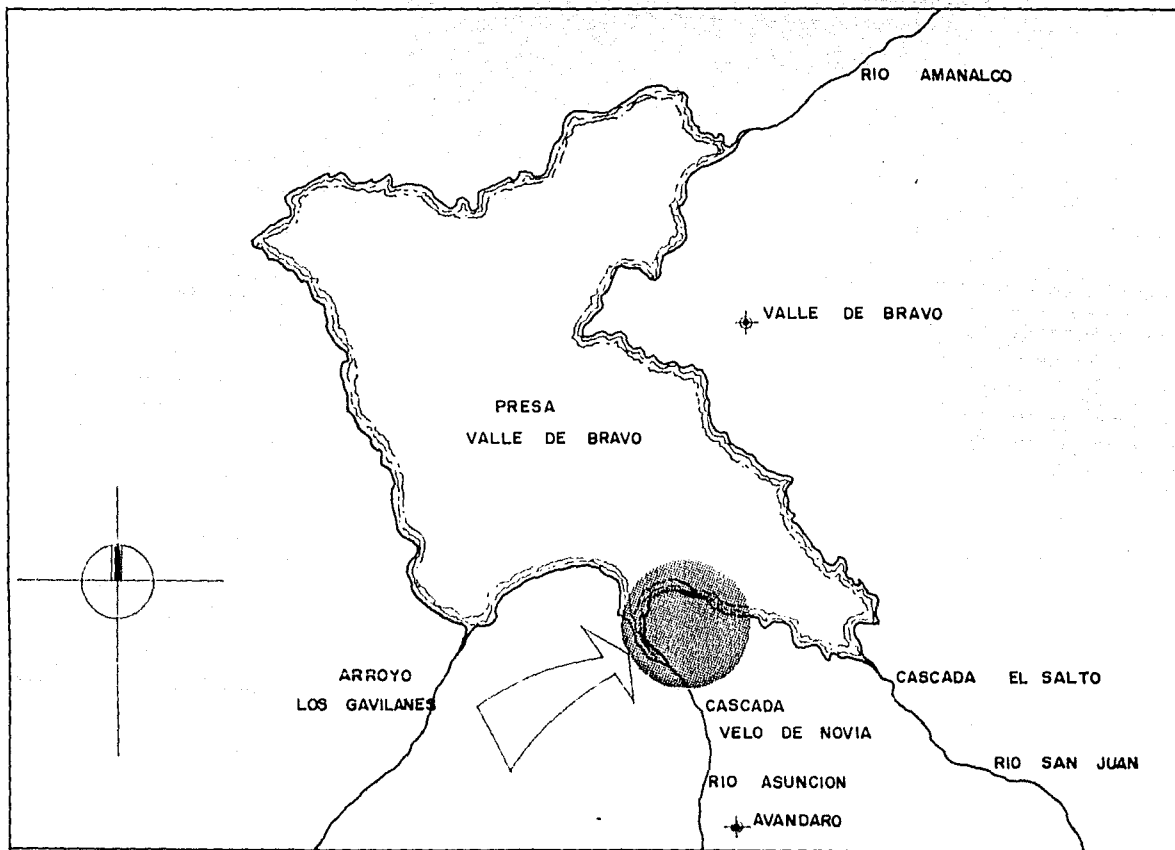 RIO AMANALCO
VALLE DE BRAVO
PRESA
VALLE DE BRAVO
ARROYO
LOS GAVILANES
CASCADA EL SALTO
CASCADA
VELO DE NOVIA
RIO SAN JUAN
RIO ASUNCION
AVANDARO